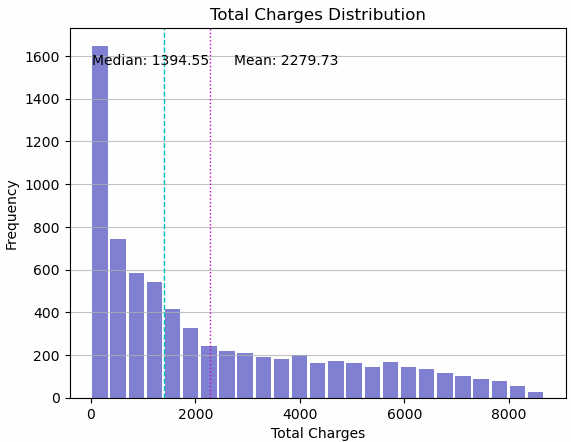 Total Charges Distribution
Median: 1394.55
Mean: 2279.73
1600
1400
1200
1000
800
600
400
200
0
Frequency
0 2000 4000 6000 8000
Total Charges